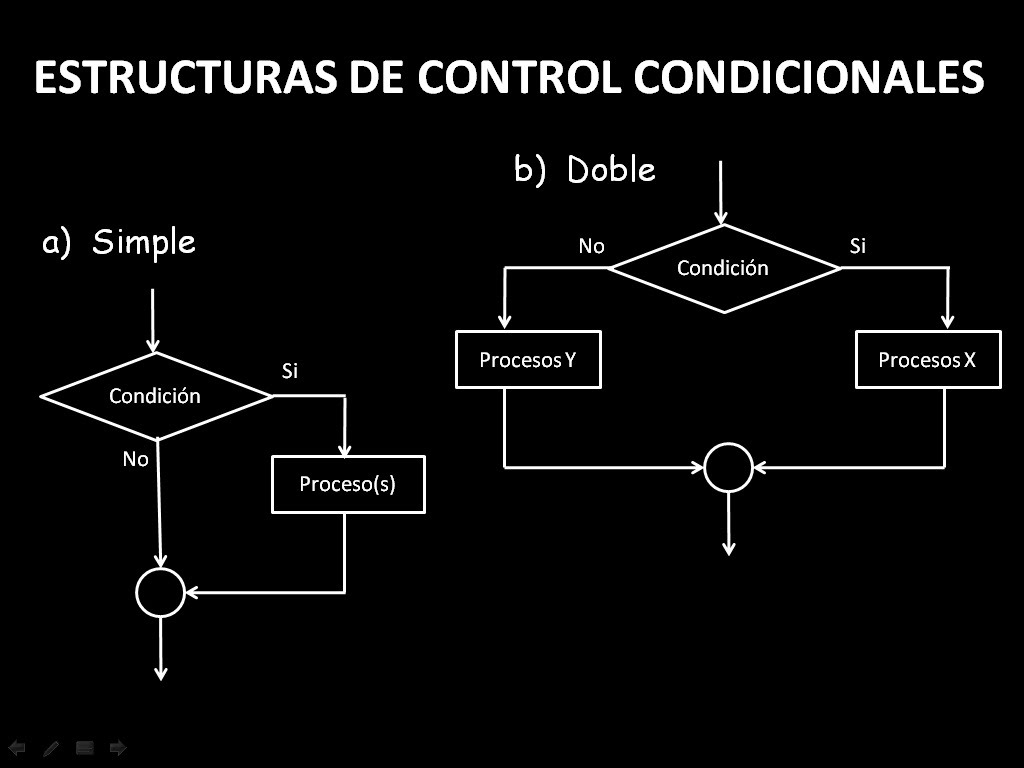 ESTRUCTURAS DE CONTROL CONDICIONALES
a) Simple
Condición
Si
No
Proceso(s)
b) Doble
No
Condición
Si
Procesos Y
Procesos X